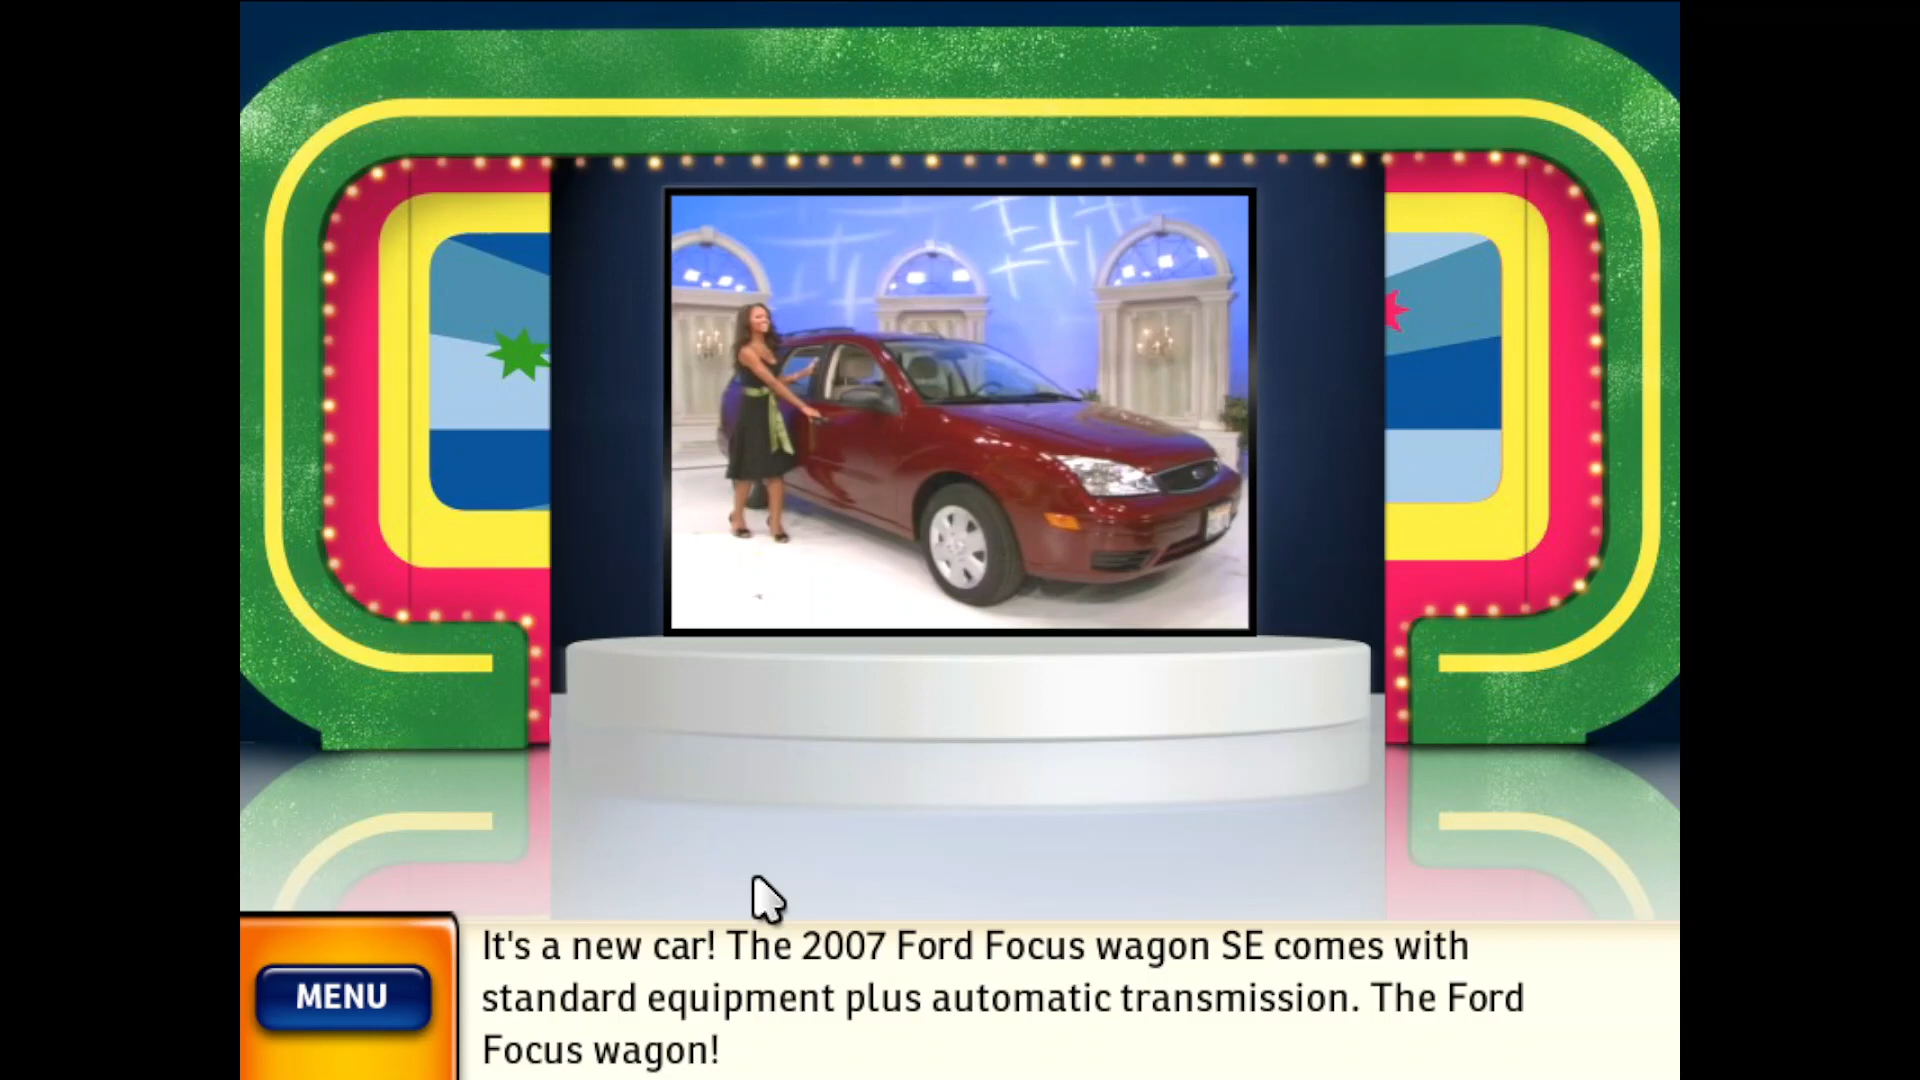 MENU
It's a new car! The 2007 Ford Focus wagon SE comes with
standard equipment plus automatic transmission. The Ford
Focus wagon!